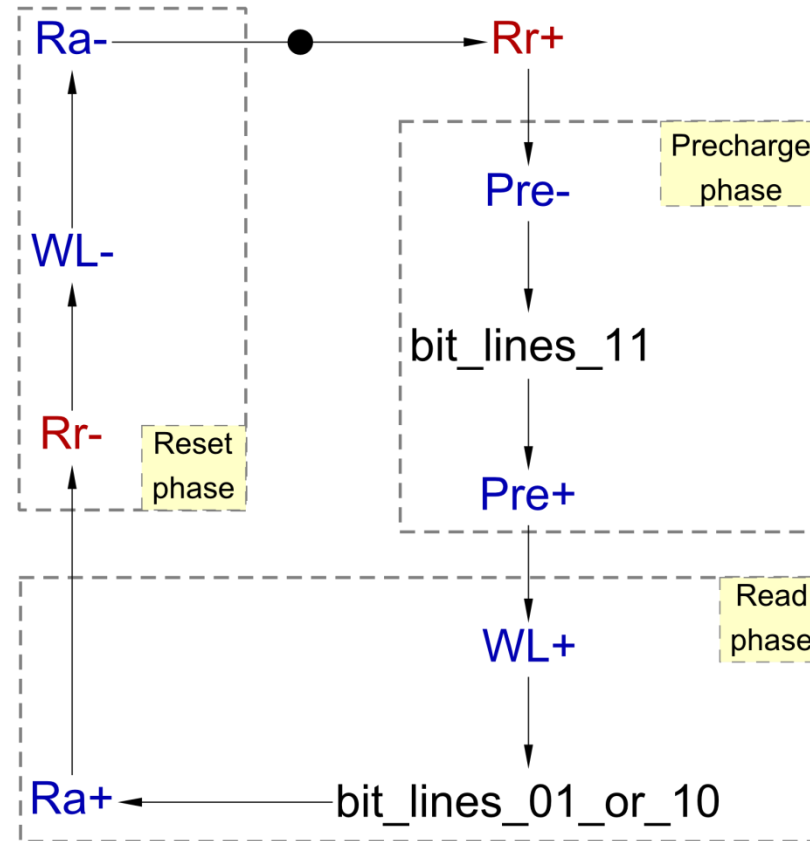 Ra-
Rr+
Precharge
phase
Pre-
WL-
bit_lines_11
Rr-
Reset
phase
Pre+
Read
phase
WL+
Ra+
bit_lines_01_or_10